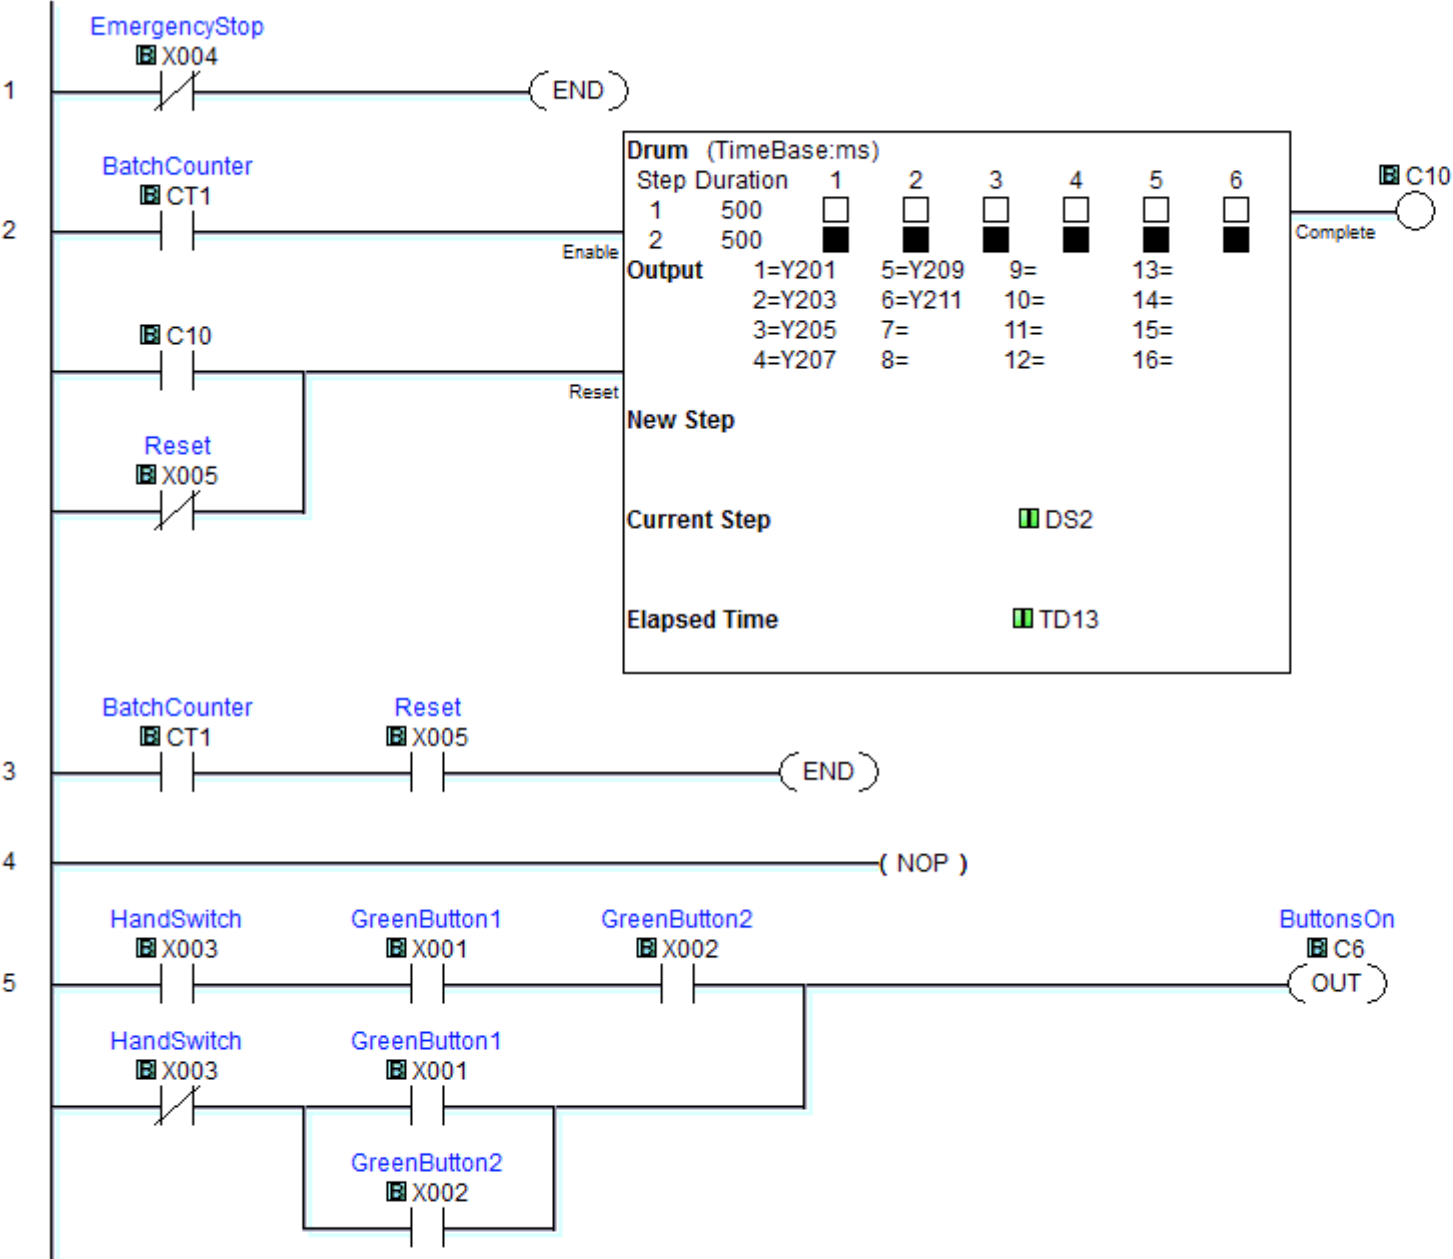 EmergencyStop
B X004
1 END
BatchCounter
B CT1
2
Enable
Drum (TimeBase:ms)
Step Duration 1 2 3 4 5 6
1 500
2 500
Output 1=Y201 5=Y209 9= 13=
2=Y203 6=Y211 10= 14=
3=Y205 7= 11= 15=
4=Y207 8= 12= 16=
New Step
Current Step DS2
Elapsed Time TD13
B C10
Complete
B C10
Reset
Reset
B X005
BatchCounter Reset
B CT1 B X005
3 END
4 ( NOP )
HandSwitch GreenButton1 GreenButton2 ButtonsOn
B X003 B X001 B X002 B C6
5 OUT
HandSwitch GreenButton1
B X003 B X001
GreenButton2
B X002